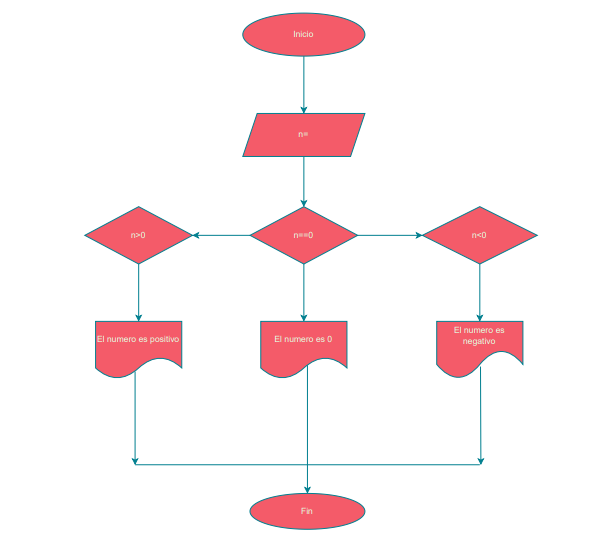 Inicio
n=
n>0
n==0
n<0
El numero es positivo
El numero es 0
El numero es
negativo
Fin